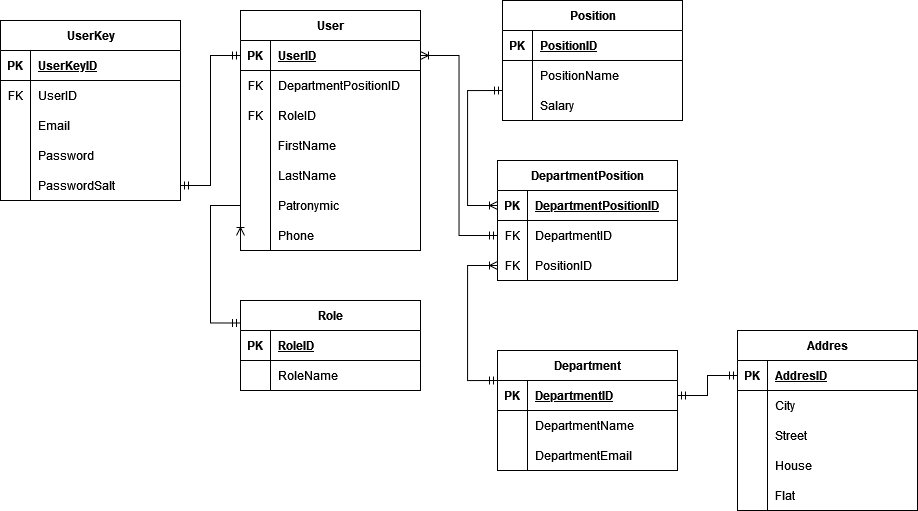 UserKey
PK UserKeyID
FK UserID
Email
Password
PasswordSalt
User
PK UserID
FK DepartmentPositionID
FK RoleID
FirstName
LastName
Patronymic
Phone
Role
PK RoleID
RoleName
Position
PK PositionID
PositionName
Salary
DepartmentPosition
PK DepartmentPositionID
FK DepartmentID
FK PositionID
Department
PK DepartmentID
DepartmentName
DepartmentEmail
Addres
PK AddresID
City
Street
House
Flat